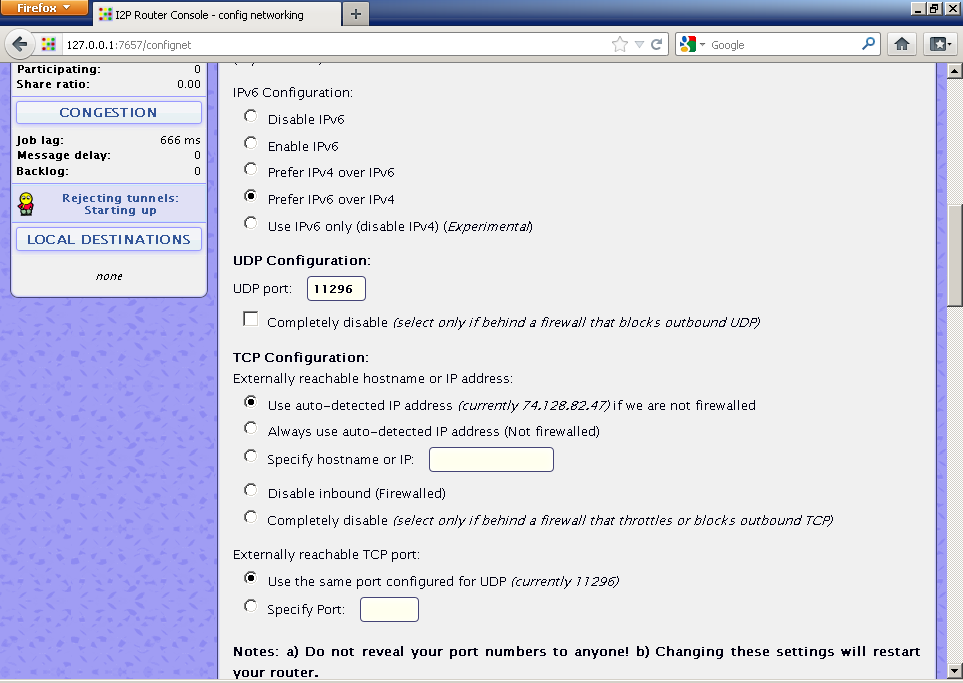 Firefox
I2P Router Console - config networking
127.0.0.1:7657/confignet
Google
Participating: 0
Share ratio: 0.00
CONGESTION
Job lag: 666 ms
Message delay: 0
Backlog: 0
Rejecting tunnels:
Starting up
LOCAL DESTINATIONS
none
IPv6 Configuration:
Disable IPv6
Enable IPv6
Prefer IPv4 over IPv6
Prefer IPv6 over IPv4
Use IPv6 only (disable IPv4) (Experimental)
UDP Configuration:
UDP port: 11296
Completely disable (select only if behind a firewall that blocks outbound UDP)
TCP Configuration:
Externally reachable hostname or IP address:
Use auto-detected IP address (currently 74.128.82.47) if we are not firewalled
Always use auto-detected IP address (Not firewalled)
Specify hostname or IP:
Disable inbound (Firewalled)
Completely disable (select only if behind a firewall that throttles or blocks outbound TCP)
Externally reachable TCP port:
Use the same port configured for UDP (currently 11296)
Specify Port:
Notes: a) Do not reveal your port numbers to anyone! b) Changing these settings will restart
your router.